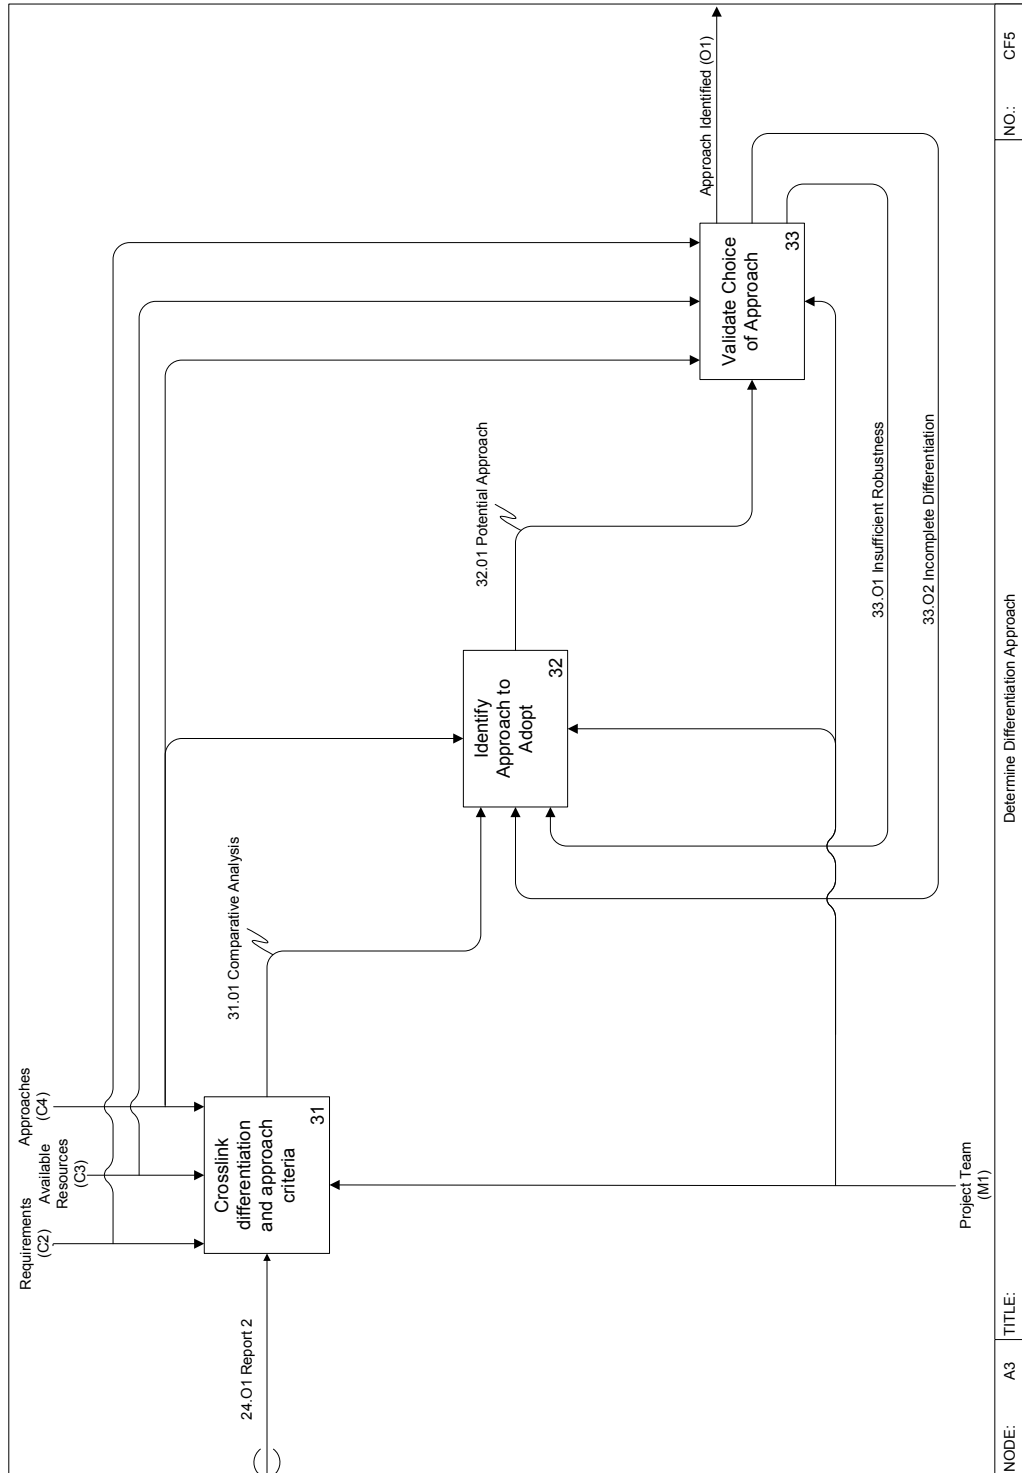 Requirements
(C2)
Available
Resources
(C3)
Approaches
(C4)
24.O1 Report 2
Crosslink
differentiation
and approach
criteria
31
31.01 Comparative Analysis
Identify
Approach to
Adopt
32
32.01 Potential Approach
Validate Choice
of Approach
33
Approach Identified (O1)
33.O1 Insufficient Robustness
33.O2 Incomplete Differentiation
Project Team
(M1)
NODE: A3 TITLE: Determine Differentiation Approach NO.: CF5